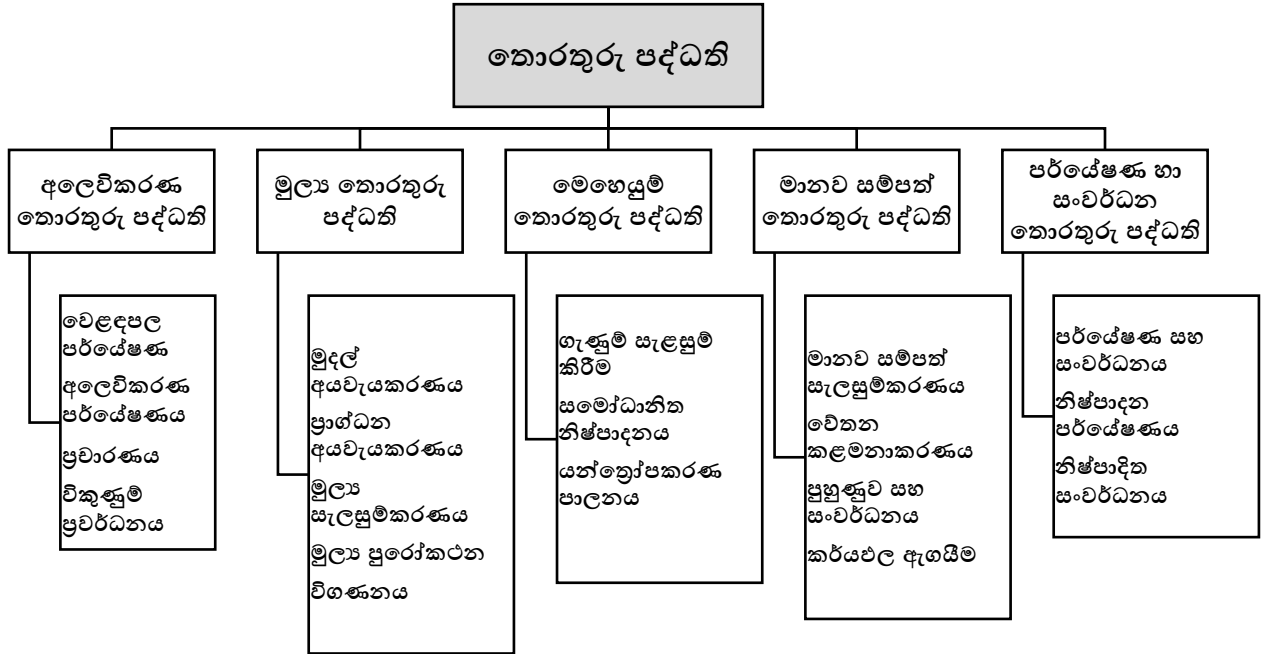 තොරතුරු පද්ධති
අලෙවිකරණ
තොරතුරු පද්ධති
මුල්‍ය තොරතුරු
පද්ධති
මෙහෙයුම්
තොරතුරු පද්ධති
මානව සම්පත්
තොරතුරු පද්ධති
පර්යේෂණ හා
සංවර්ධන
තොරතුරු පද්ධති
වෙළඳපල
පර්යේෂණ
අලෙවිකරණ
පර්යේෂණය
ප්‍රචාරණය
විකුණුම්
ප්‍රවර්ධනය
මුදල්
අයවැයකරණය
ප්‍රාග්ධන
අයවැයකරණය
මුල්‍ය
සැලසුම්කරණය
මුල්‍ය පුරෝකථන
විගණනය
ගැණුම් සැළසුම්
කිරීම
සමෝධානිත
නිෂ්පාදනය
යන්ත්‍රෝපකරණ
පාලනය
මානව සම්පත්
සැලසුම්කරණය
වේතන
කළමනාකරණය
පුහුණුව සහ
සංවර්ධනය
කර්යඵල ඇගයීම
පර්යේෂණ සහ
සංවර්ධනය
නිෂ්පාදන
පර්යේෂණය
නිෂ්පාදිත
සංවර්ධනය